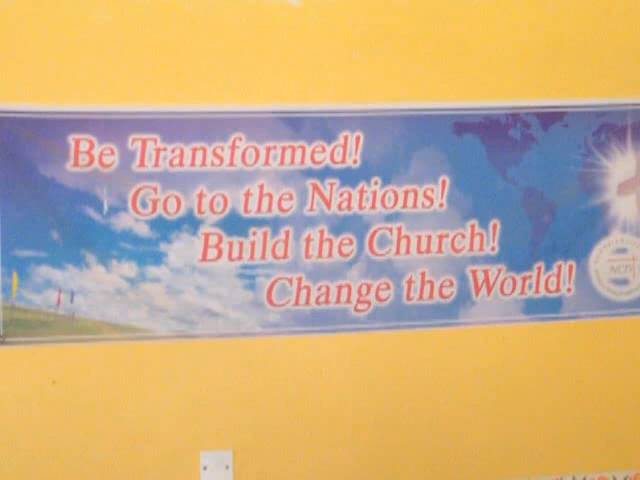 Be Transformed!
Go to the Nations!
Build the Church!
Change the World!